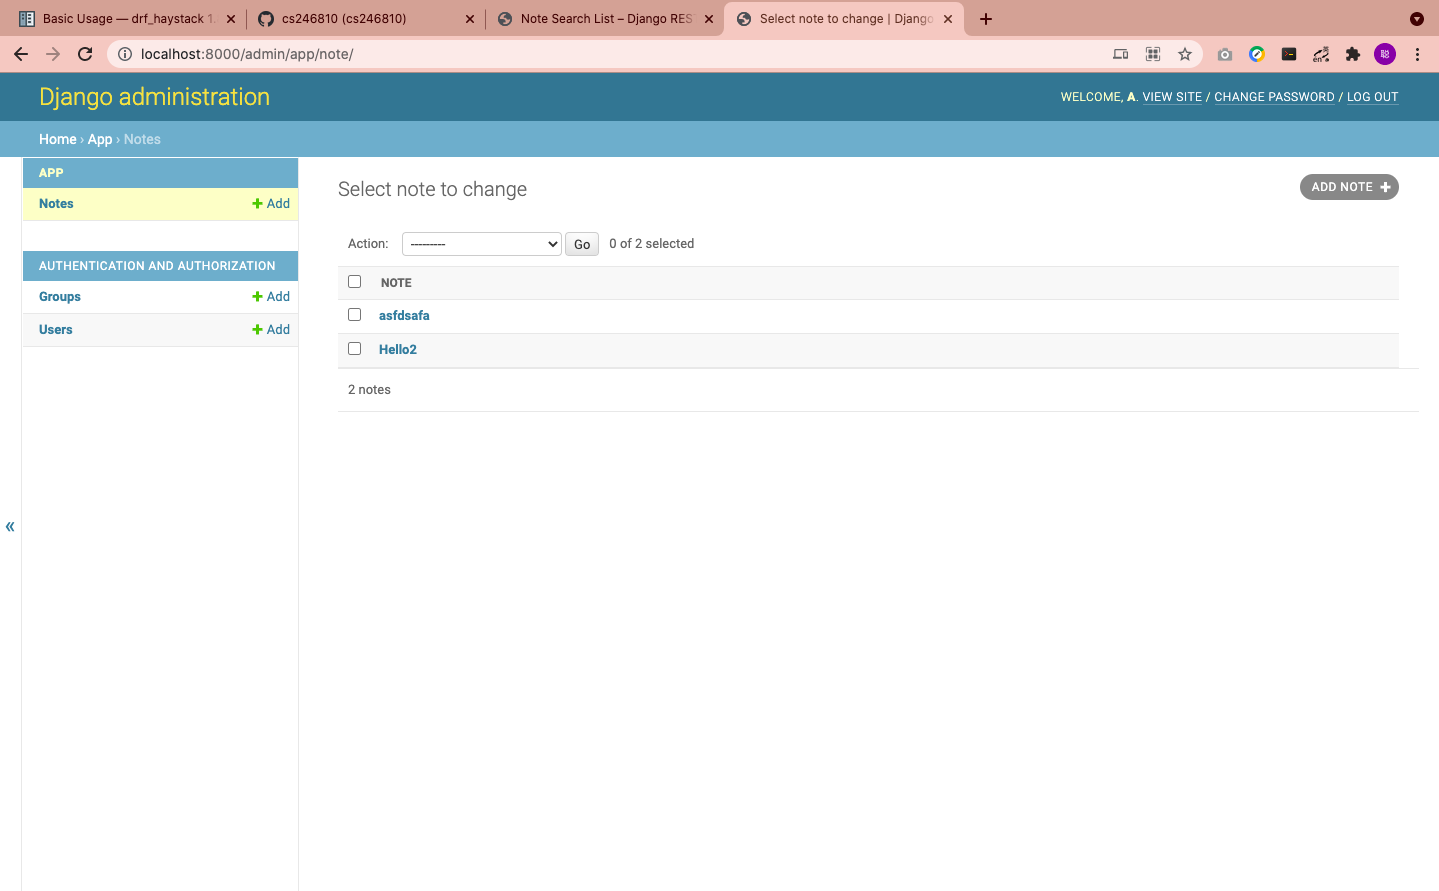 Basic Usage — drf_haystack 1.
cs246810 (cs246810)
Note Search List – Django RES
Select note to change | Django
localhost:8000/admin/app/note/
Django administration
WELCOME, A. VIEW SITE / CHANGE PASSWORD / LOG OUT
Home › App › Notes
APP
Notes
Add
AUTHENTICATION AND AUTHORIZATION
Groups
Add
Users
Add
«
Select note to change
ADD NOTE
Action:
---------
Go
0 of 2 selected
NOTE
asfdsafa
Hello2
2 notes